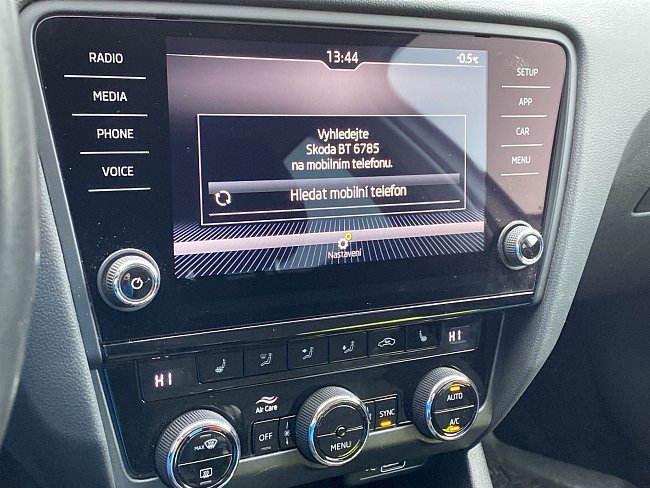 RADIO
MEDIA
PHONE
VOICE
13:44
-0.5°C
Vyhledejte
Skoda BT 6785
na mobilním telefonu.
Hledat mobilní telefon
Nastavení
SETUP
APP
CAR
MENU
HI
HI
Air Care
MAX
OFF
MENU
SYNC
AUTO
A/C